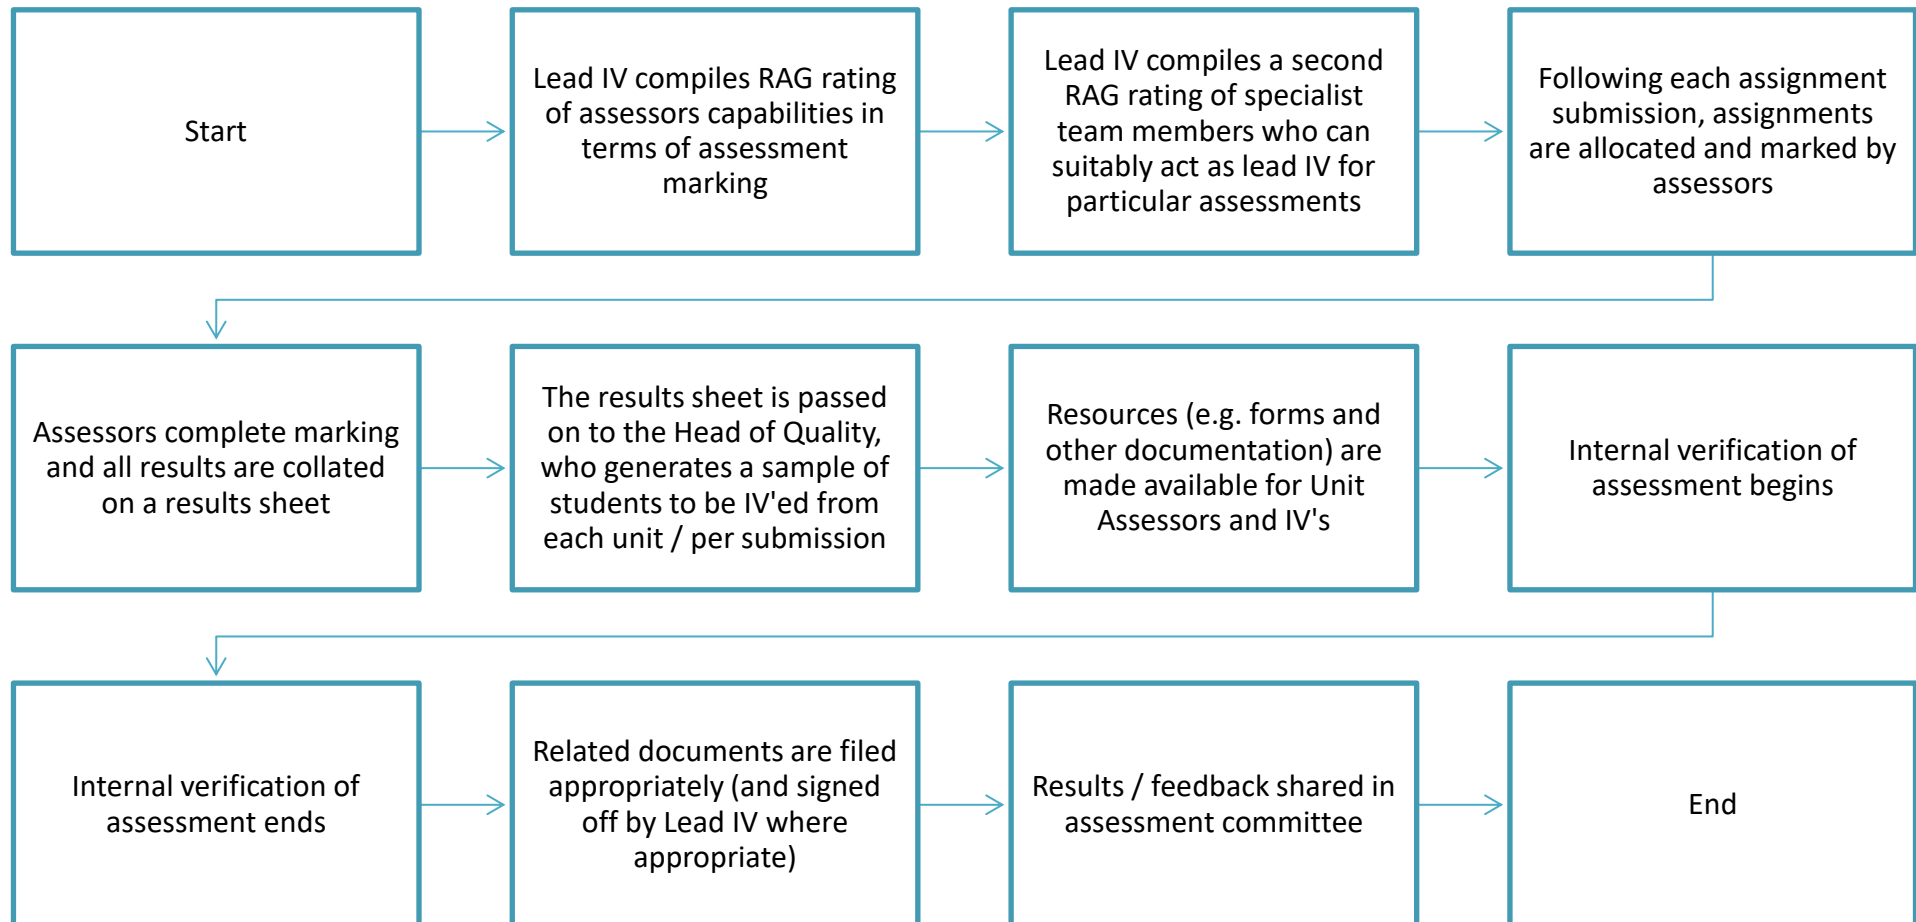 Start
Lead IV compiles RAG rating
of assessors capabilities in
terms of assessment
marking
Lead IV compiles a second
RAG rating of specialist
team members who can
suitably act as lead IV for
particular assessments
Following each assignment
submission, assignments
are allocated and marked by
assessors
Assessors complete marking
and all results are collated
on a results sheet
The results sheet is passed
on to the Head of Quality,
who generates a sample of
students to be IV'ed from
each unit / per submission
Resources (e.g. forms and
other documentation) are
made available for Unit
Assessors and IV's
Internal verification of
assessment begins
Internal verification of
assessment ends
Related documents are filed
appropriately (and signed
off by Lead IV where
appropriate)
Results / feedback shared in
assessment committee
End